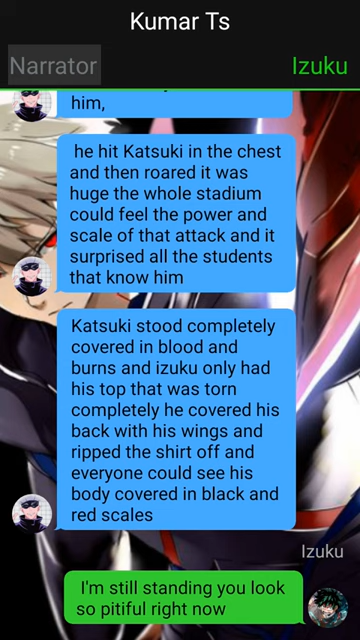 Kumar Ts
Narrator
Izuku
him,
he hit Katsuki in the chest
and then roared it was
huge the whole stadium
could feel the power and
scale of that attack and it
surprised all the students
that know him
Katsuki stood completely
covered in blood and
burns and izuku only had
his top that was torn
completely he covered his
back with his wings and
ripped the shirt off and
everyone could see his
body covered in black and
red scales
Izuku
I'm still standing you look
so pitiful right now